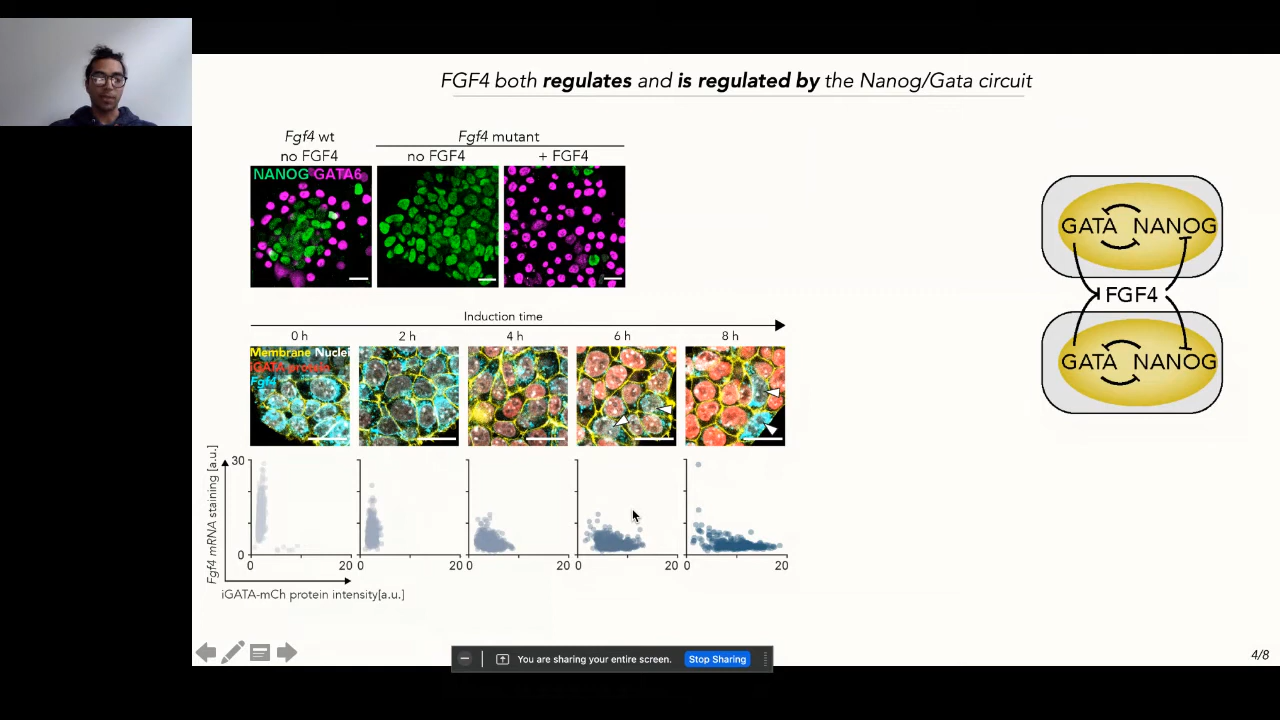 FGF4 both regulates and is regulated by the Nanog/Gata circuit
Fgf4 wt
Fgf4 mutant
no FGF4
no FGF4
+ FGF4
NANOG GATA6
GATA NANOG
FGF4
GATA NANOG
Induction time
0 h
2 h
4 h
6 h
8 h
Membrane Nuclei
iGATA protein
Fgf4
Fgf4 mRNA staining [a.u.]
30
0
0 20 0 20 0 20 0 20 0 20
iGATA-mCh protein intensity[a.u.]
You are sharing your entire screen. Stop Sharing
4/8